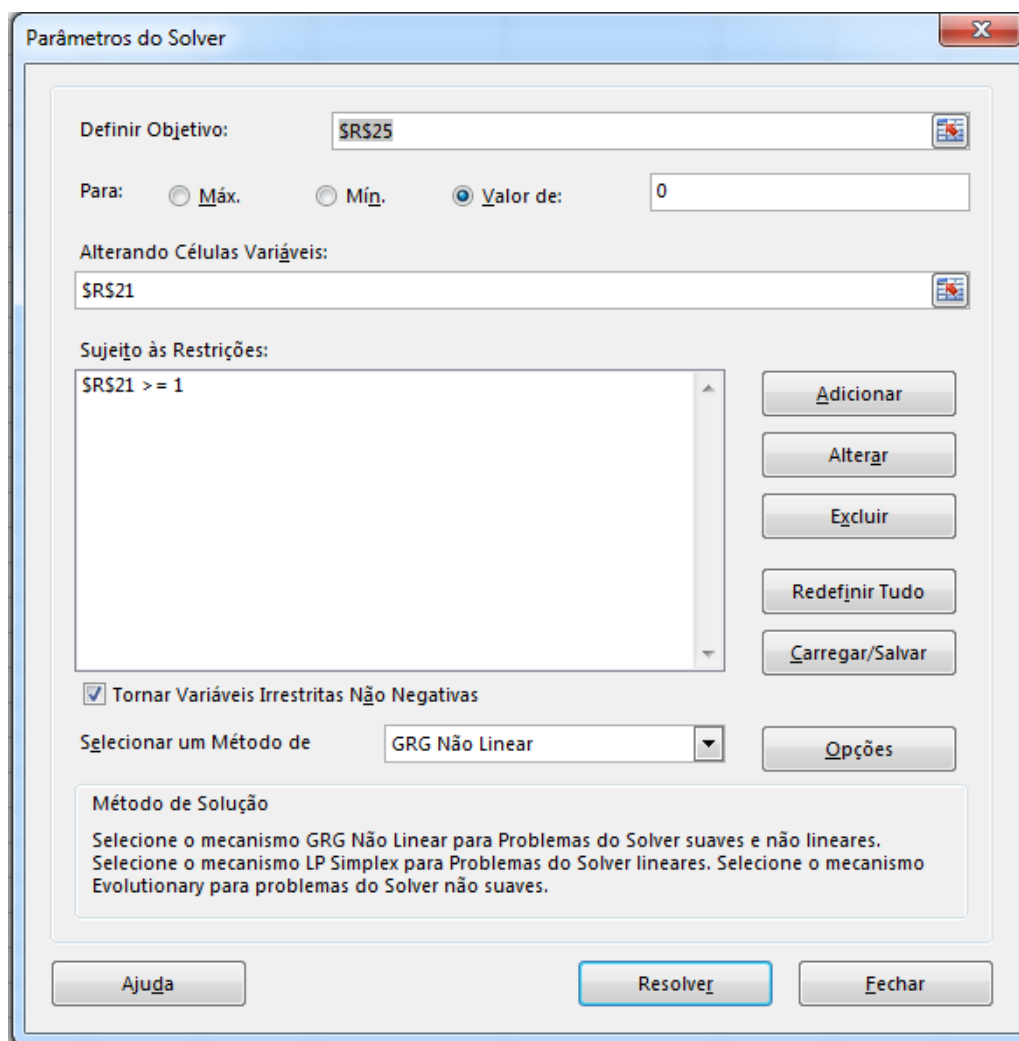 Parâmetros do Solver
Definir Objetivo: $R$25
Para: Máx. Mín. Valor de: 0
Alterando Células Variáveis:
$R$21
Sujeito às Restrições:
$R$21 >= 1
Adicionar
Alterar
Excluir
Redefinir Tudo
Carregar/Salvar
Tornar Variáveis Irrestritas Não Negativas
Selecionar um Método de GRG Não Linear Opções
Método de Solução
Selecione o mecanismo GRG Não Linear para Problemas do Solver suaves e não lineares.
Selecione o mecanismo LP Simplex para Problemas do Solver lineares. Selecione o mecanismo
Evolutionary para problemas do Solver não suaves.
Ajuda Resolver Fechar